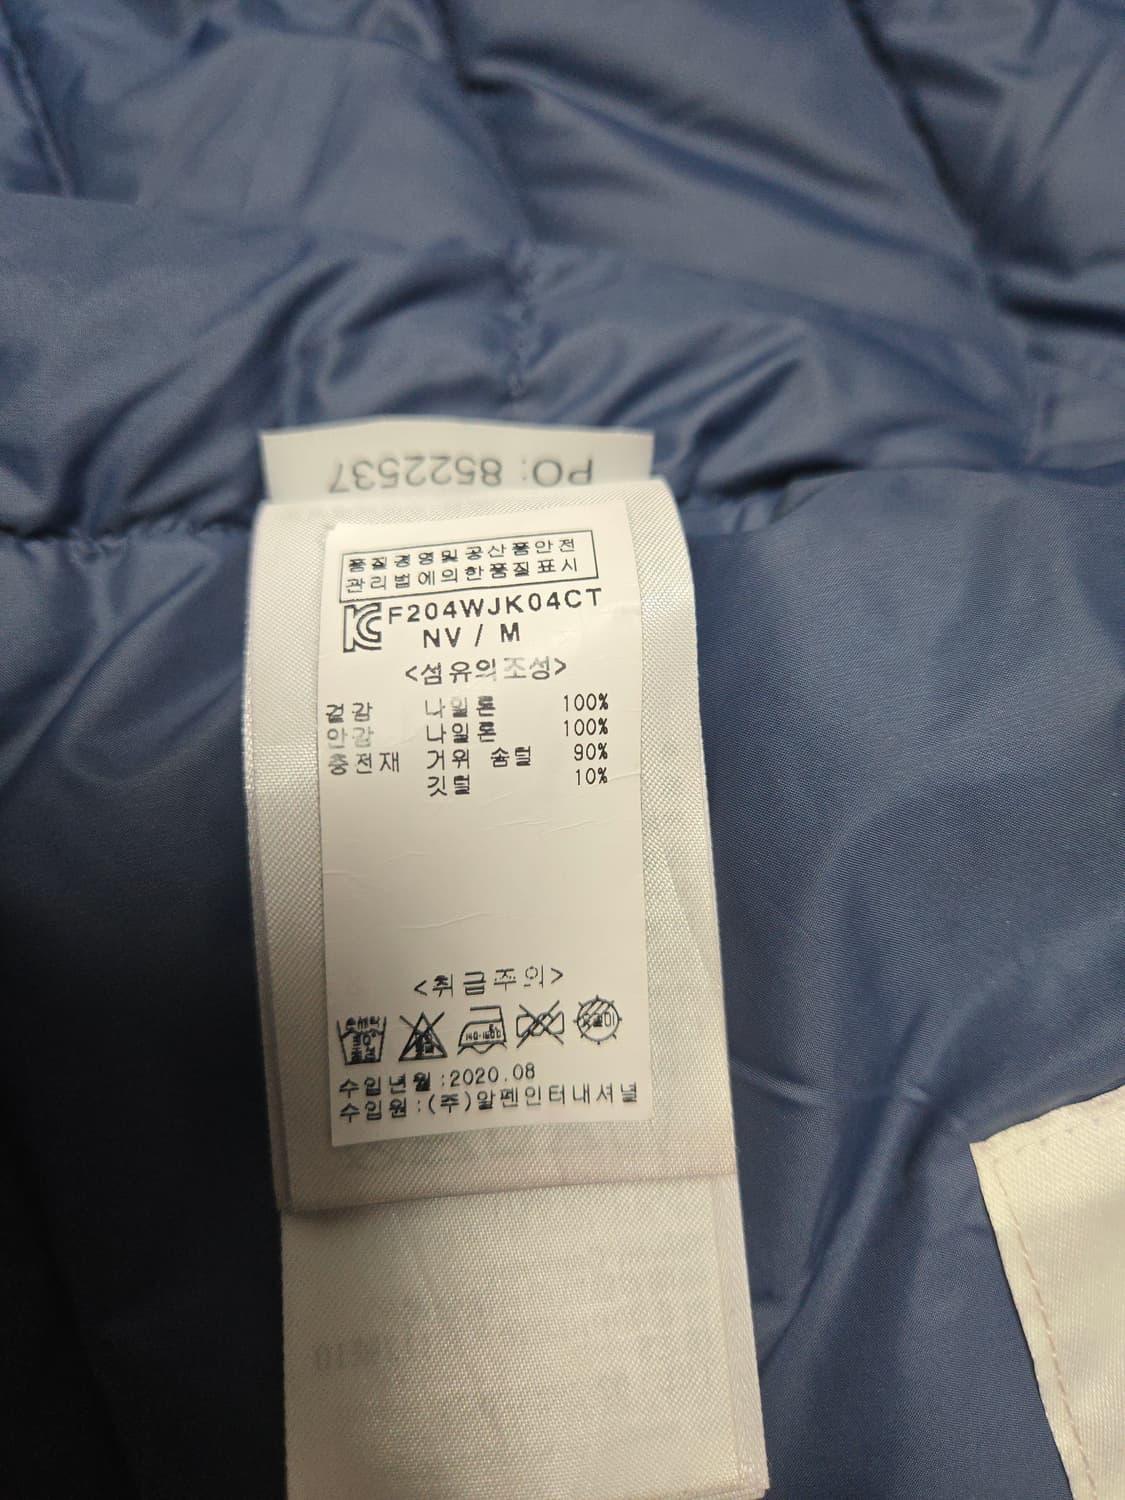 PO: 8522537
품질경영및공산품안전
관리법에의한품질표시
KC F204WJK04CT
NV / M
<섬유의조성>
겉감 나일론 100%
안감 나일론 100%
충전재 거위 솜털 90%
깃털 10%
<취급주의>
수입년월:2020.08
수입원:(주)알펜인터내셔널